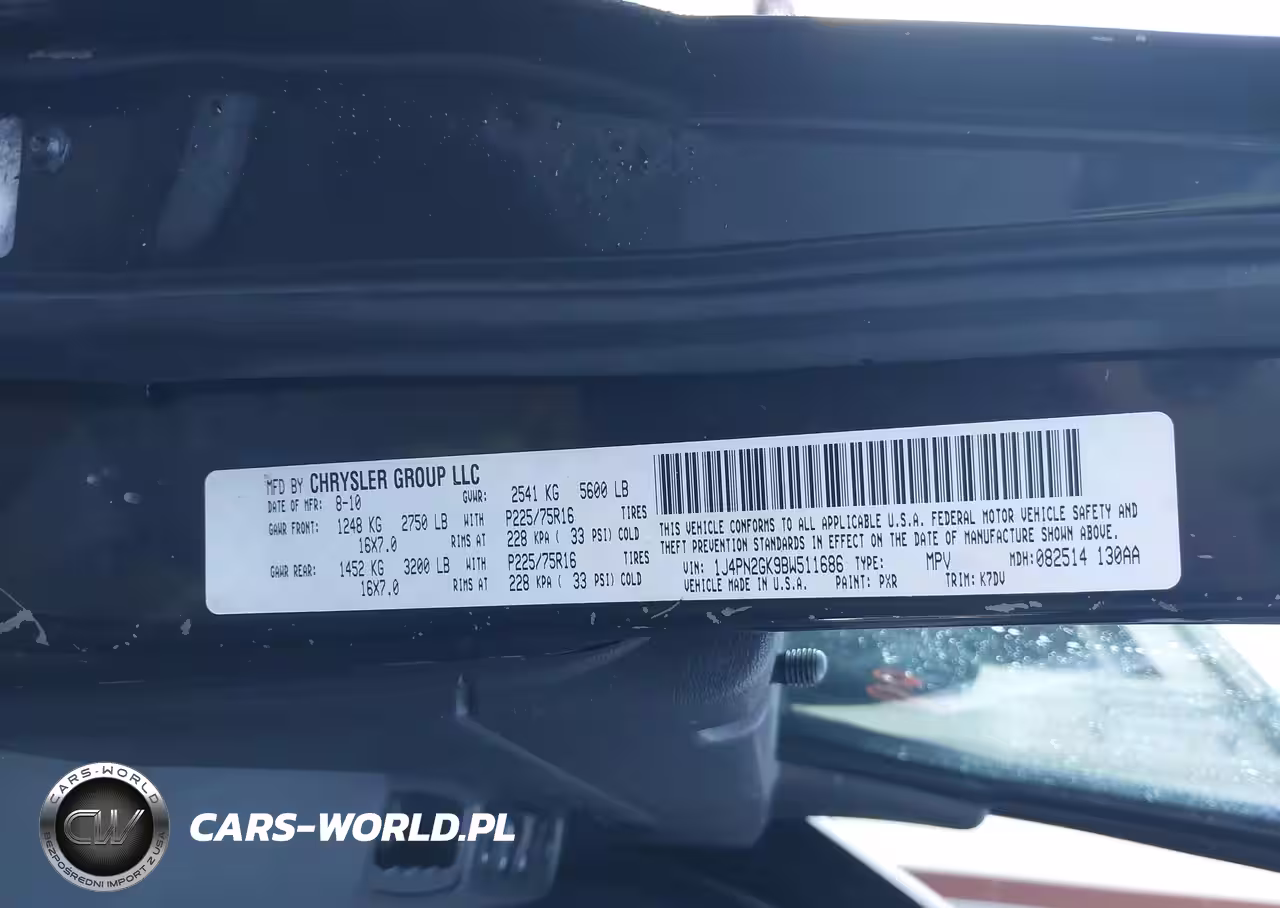 MFD BY CHRYSLER GROUP LLC
DATE OF MFR: 8-10 GVWR: 2541 KG 5600 LB
GAWR FRONT: 1248 KG 2750 LB WITH P225/75R16 TIRES
16X7.0 RIMS AT 228 KPA ( 33 PSI) COLD
GAWR REAR: 1452 KG 3200 LB WITH P225/75R16 TIRES
16X7.0 RIMS AT 228 KPA ( 33 PSI) COLD
THIS VEHICLE CONFORMS TO ALL APPLICABLE U.S.A. FEDERAL MOTOR VEHICLE SAFETY AND
THEFT PREVENTION STANDARDS IN EFFECT ON THE DATE OF MANUFACTURE SHOWN ABOVE.
VIN: 1J4PN2GK9BW511686 TYPE: MPV MDH: 082514 130AA
VEHICLE MADE IN U.S.A. PAINT: PXR TRIM: K7DV
CARS-WORLD
CW
BEZPOŚREDNI IMPORT Z USA
CARS-WORLD.PL